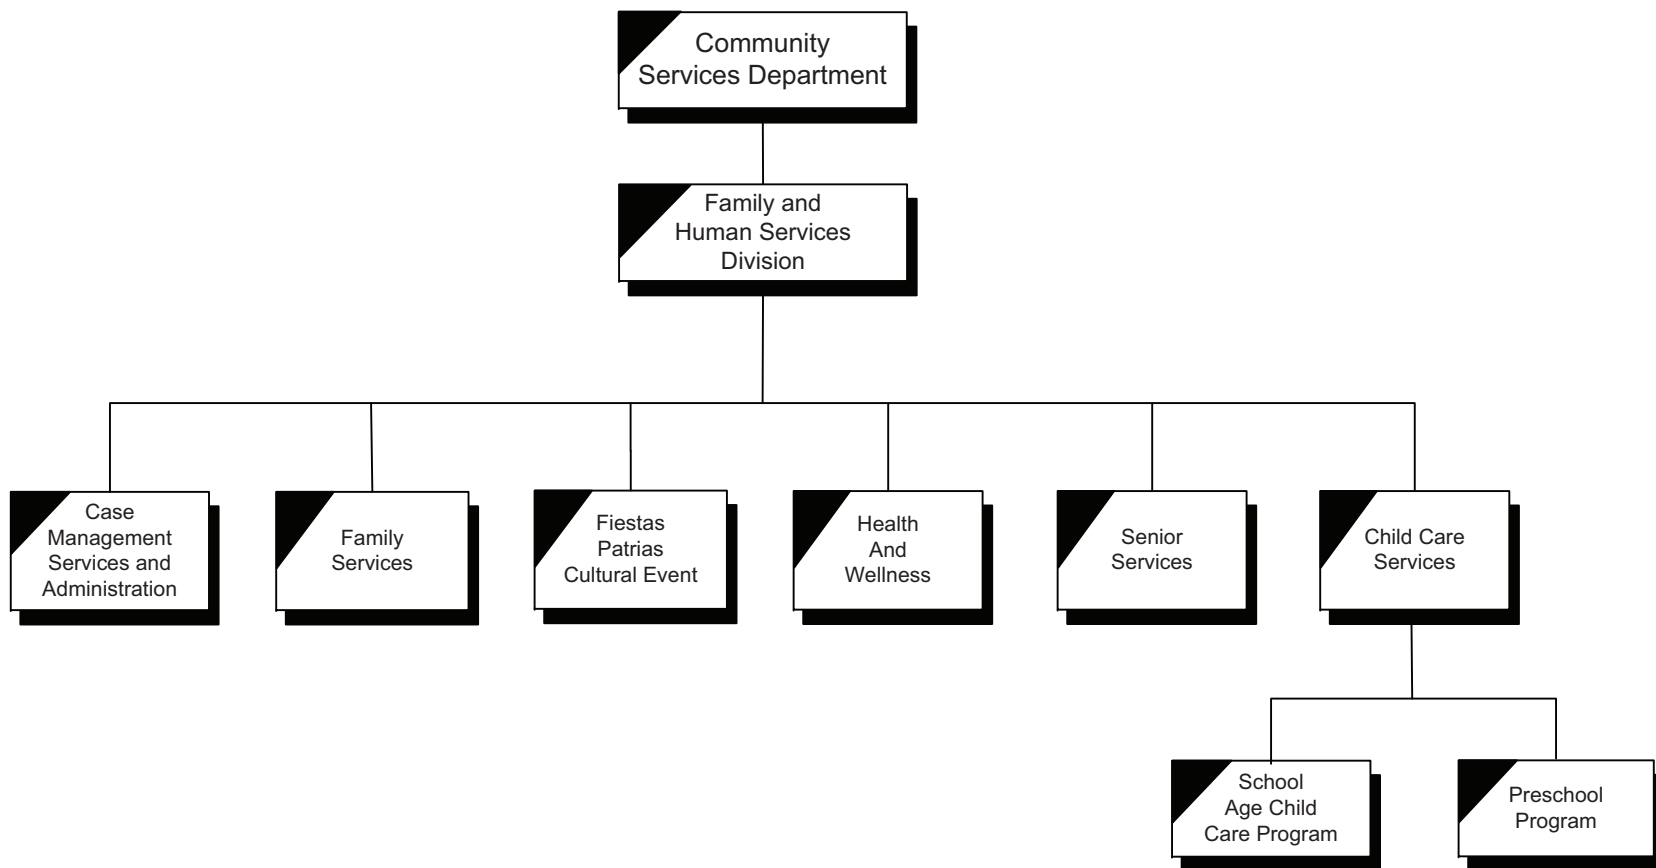 Community
Services Department
Family and
Human Services
Division
Case
Management
Services and
Administration
Family
Services
Fiestas
Patrias
Cultural Event
Health
And
Wellness
Senior
Services
Child Care
Services
School
Age Child
Care Program
Preschool
Program